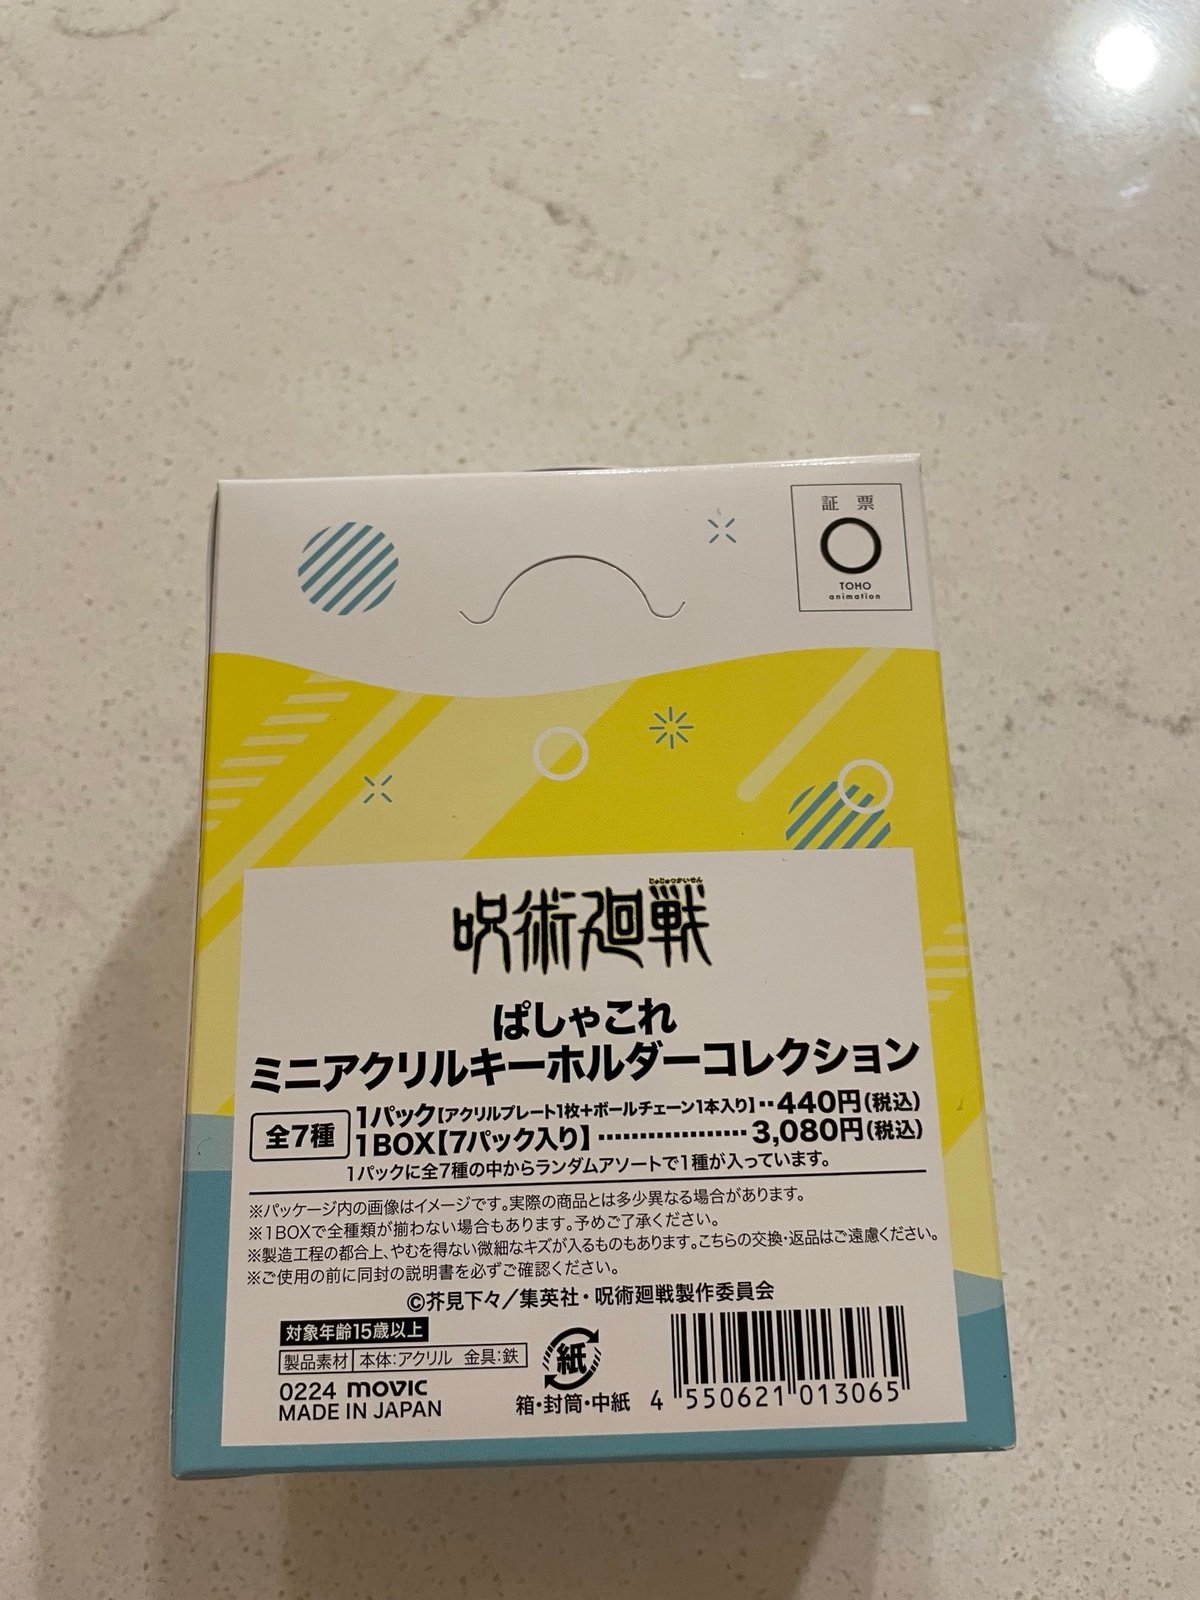 証 票
TOHO
animation
じゅじゅつかいせん
呪術廻戦
ぱしゃこれ
ミニアクリルキーホルダーコレクション
全7種
1パック【アクリルプレート1枚+ボールチェーン1本入り】‥440円(税込)
1BOX【7パック入り】‥‥‥‥‥‥‥‥‥3,080円(税込)
1パックに全7種の中からランダムアソートで1種が入っています。
※パッケージ内の画像はイメージです。実際の商品とは多少異なる場合があります。
※1BOXで全種類が揃わない場合もあります。予めご了承ください。
※製造工程の都合上、やむを得ない微細なキズが入るものもあります。こちらの交換・返品はご遠慮ください。
※ご使用の前に同封の説明書を必ずご確認ください。
©芥見下々/集英社・呪術廻戦製作委員会
対象年齢15歳以上
製品素材 本体:アクリル 金具:鉄
0224 movic
MADE IN JAPAN
紙
箱・封筒・中紙
4 550621 013065